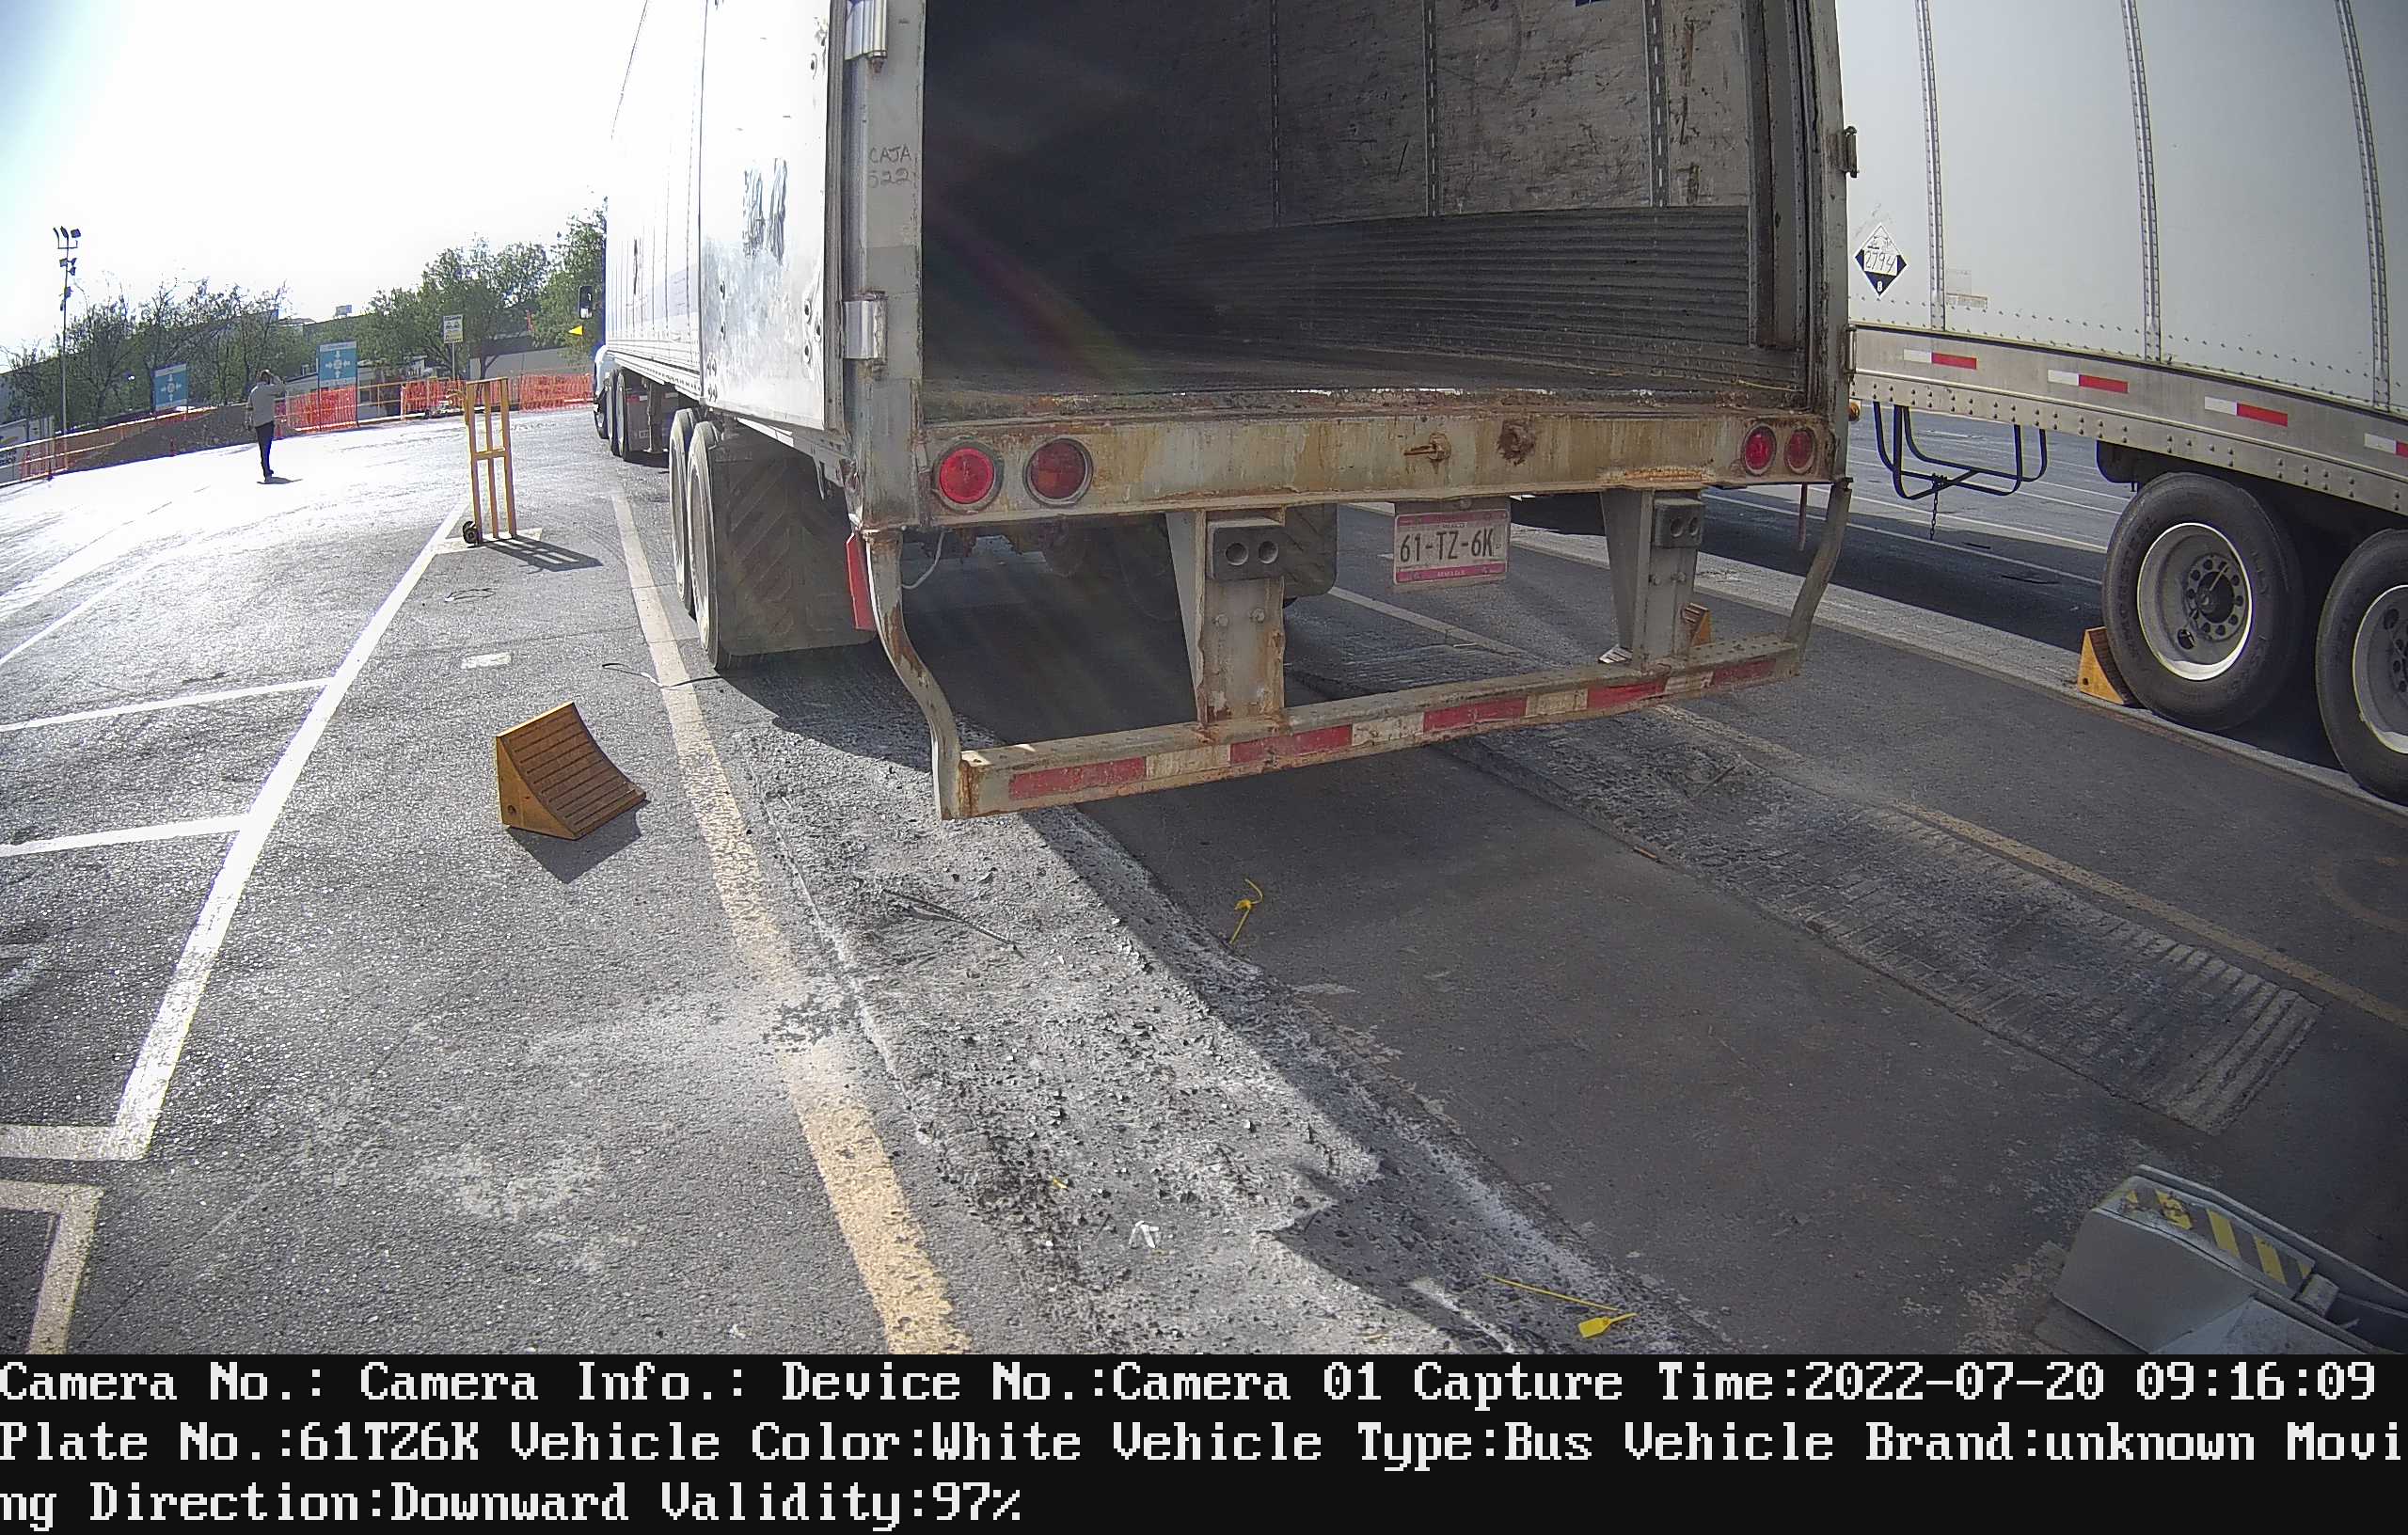 CAJA
522
2794
8
61-TZ-6K
Camera No.: Camera Info.: Device No.:Camera 01 Capture Time:2022-07-20 09:16:09
Plate No.:61TZ6K Vehicle Color:White Vehicle Type:Bus Vehicle Brand:unknown Movi
ng Direction:Downward Validity:97%